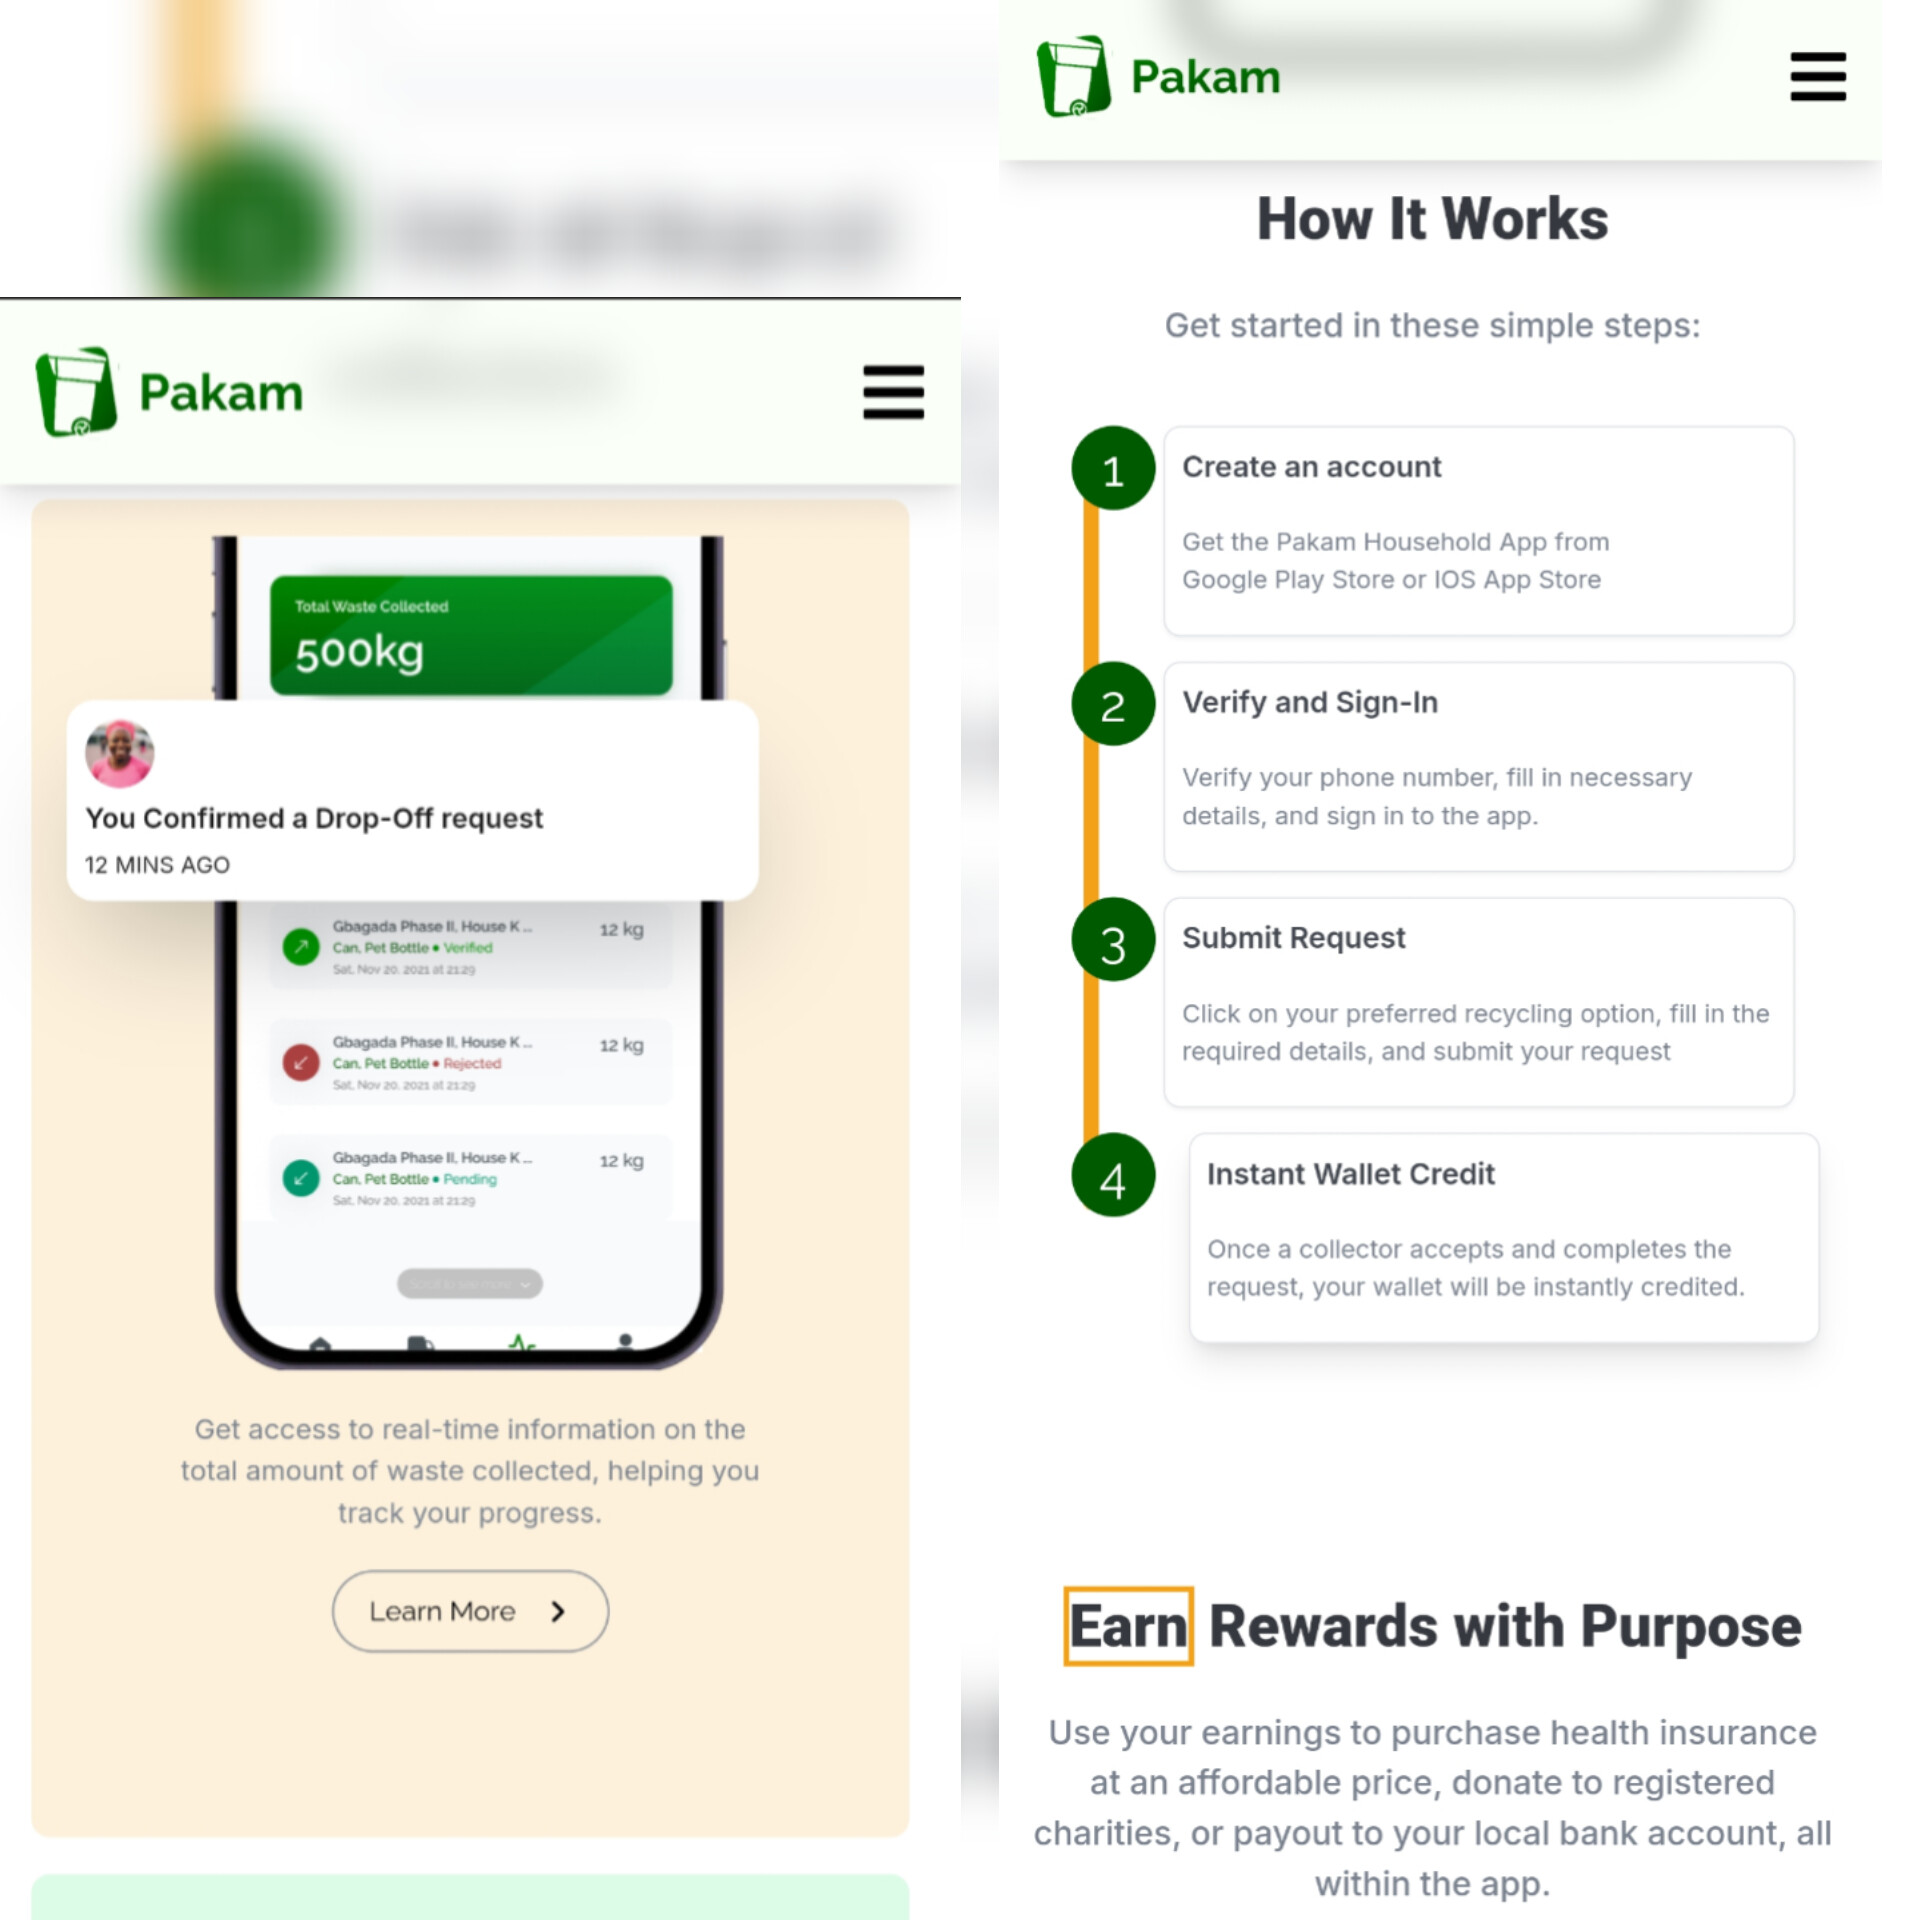 Pakam
Total Waste Collected
500kg
You Confirmed a Drop-Off request
12 MINS AGO
Gbagada Phase II, House K ...
12 kg
Can, Pet Bottle • Verified
Sat, Nov 20, 2021 at 21:29
Gbagada Phase II, House K ...
12 kg
Can, Pet Bottle • Rejected
Sat, Nov 20, 2021 at 21:29
Gbagada Phase II, House K ...
12 kg
Can, Pet Bottle • Pending
Sat, Nov 20, 2021 at 21:29
Scroll to see more
Get access to real-time information on the
total amount of waste collected, helping you
track your progress.
Learn More
Pakam
How It Works
Get started in these simple steps:
1
Create an account
Get the Pakam Household App from
Google Play Store or IOS App Store
2
Verify and Sign-In
Verify your phone number, fill in necessary
details, and sign in to the app.
3
Submit Request
Click on your preferred recycling option, fill in the
required details, and submit your request
4
Instant Wallet Credit
Once a collector accepts and completes the
request, your wallet will be instantly credited.
Earn Rewards with Purpose
Use your earnings to purchase health insurance
at an affordable price, donate to registered
charities, or payout to your local bank account, all
within the app.